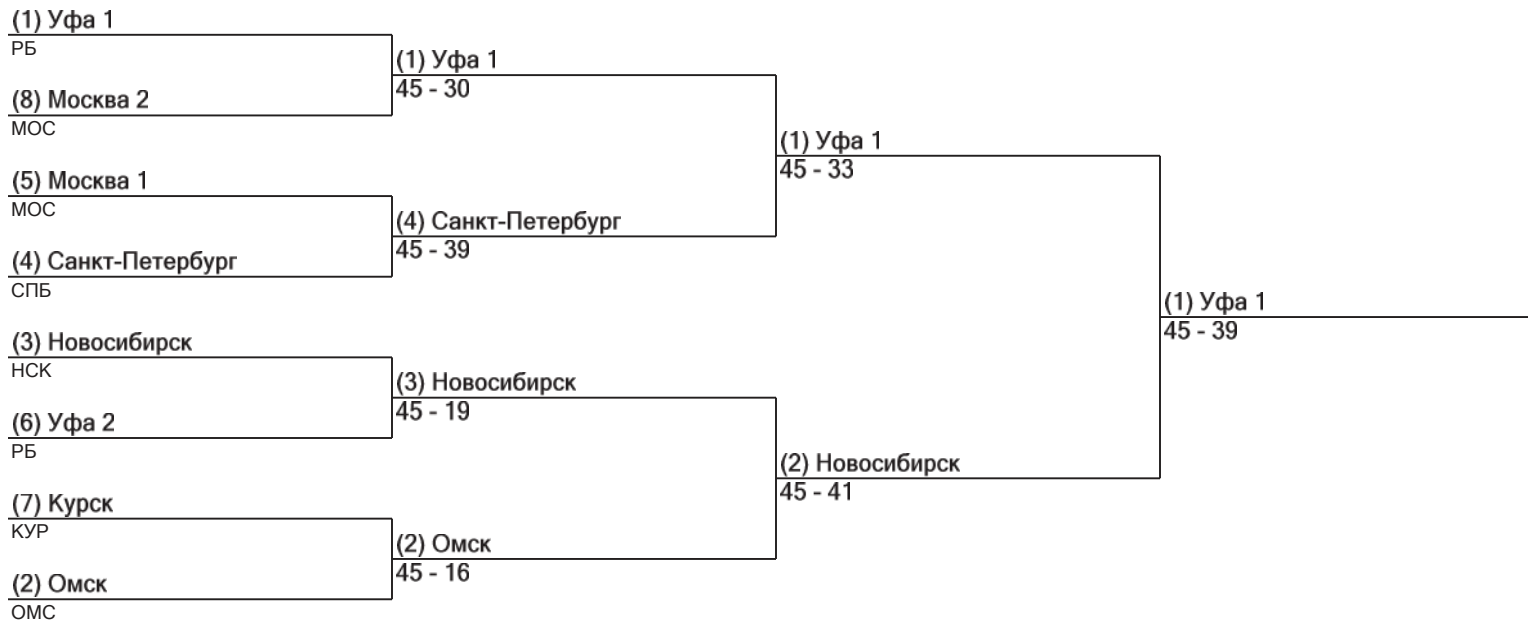 (1) Уфа 1
РБ
(8) Москва 2
МОС
(5) Москва 1
МОС
(4) Санкт-Петербург
СПБ
(3) Новосибирск
НСК
(6) Уфа 2
РБ
(7) Курск
КУР
(2) Омск
ОМС
(1) Уфа 1
45 - 30
(4) Санкт-Петербург
45 - 39
(3) Новосибирск
45 - 19
(2) Омск
45 - 16
(1) Уфа 1
45 - 33
(2) Новосибирск
45 - 41
(1) Уфа 1
45 - 39